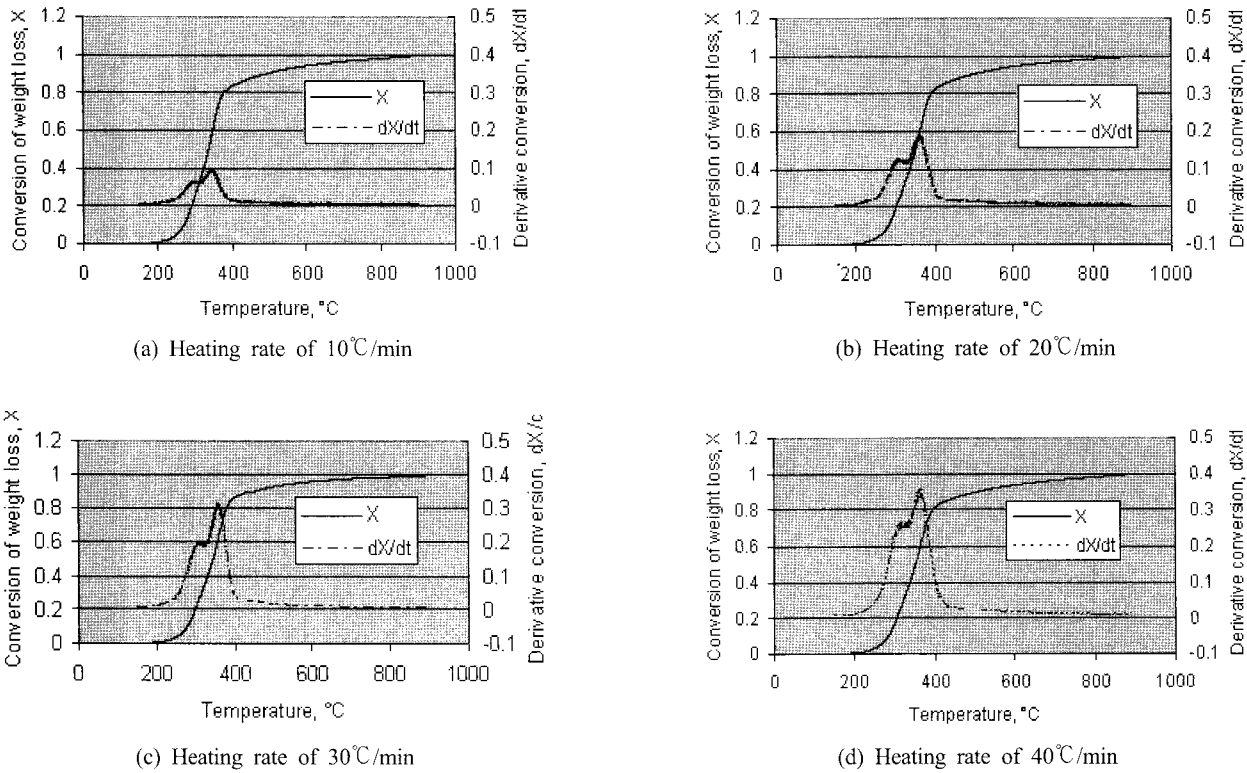 Conversion of weight loss, X
1.2
1
0.8
0.6
0.4
0.2
0
0 200 400 600 800 1000
Temperature, °C
0.5
0.4
0.3
0.2
0.1
0
-0.1
Derivative conversion, dX/dt
X
dX/dt
(a) Heating rate of 10℃/min
Conversion of weight loss, X
1.2
1
0.8
0.6
0.4
0.2
0
0 200 400 600 800 1000
Temperature, °C
0.5
0.4
0.3
0.2
0.1
0
-0.1
Derivative conversion, dX/dt
X
dX/dt
(b) Heating rate of 20℃/min
Conversion of weight loss, X
1.2
1
0.8
0.6
0.4
0.2
0
0 200 400 600 800 1000
Temperature, °C
0.5
0.4
0.3
0.2
0.1
0
-0.1
Derivative conversion, dX/c
X
dX/dt
(c) Heating rate of 30℃/min
Conversion of weight loss, X
1.2
1
0.8
0.6
0.4
0.2
0
0 200 400 600 800 1000
Temperature, °C
0.5
0.4
0.3
0.2
0.1
0
-0.1
Derivative conversion, dX/dt
X
dX/dt
(d) Heating rate of 40℃/min